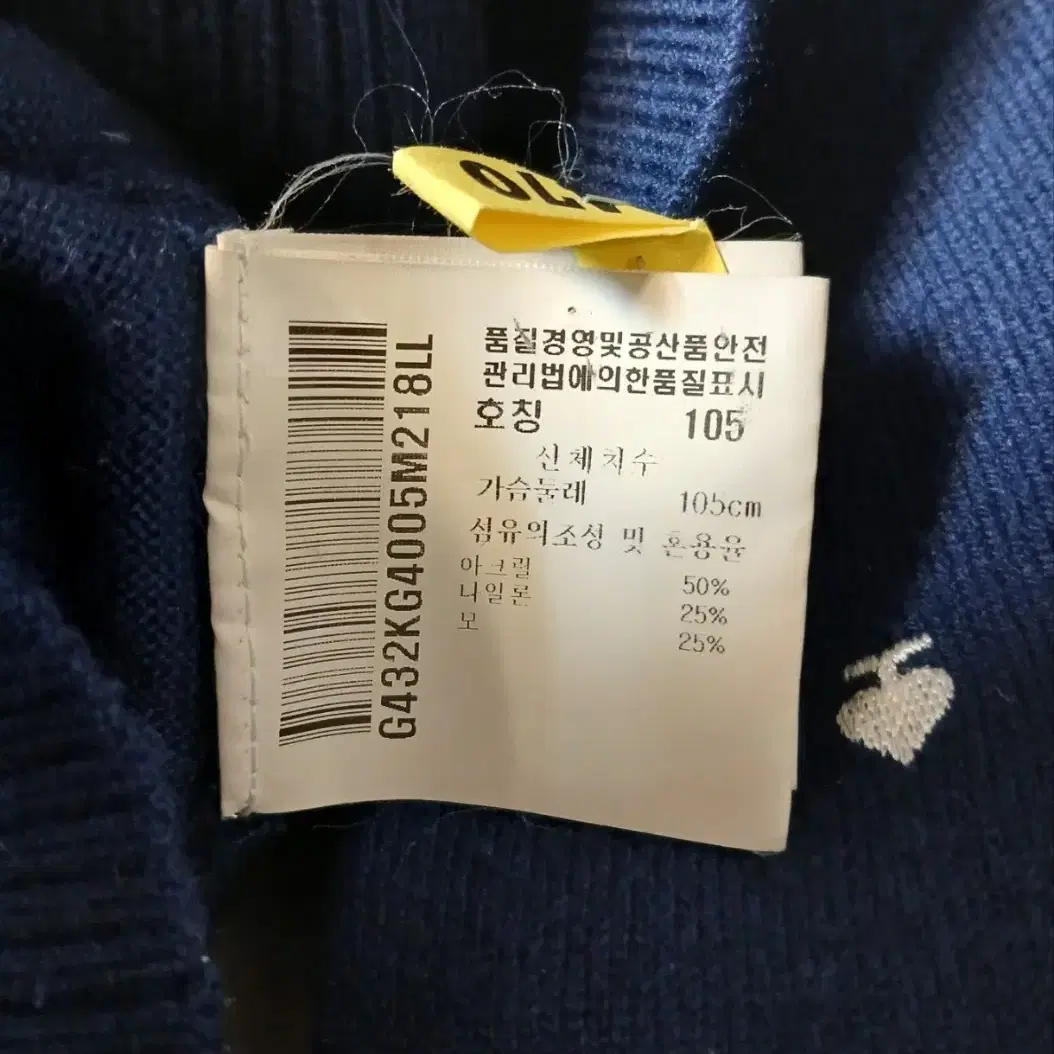 품질경영및공산품안전
관리법에의한품질표시
호칭 105
신체치수
가슴둘레 105cm
섬유의조성 및 혼용율
아크릴 50%
나일론 25%
모 25%
G432KG4005M218LL